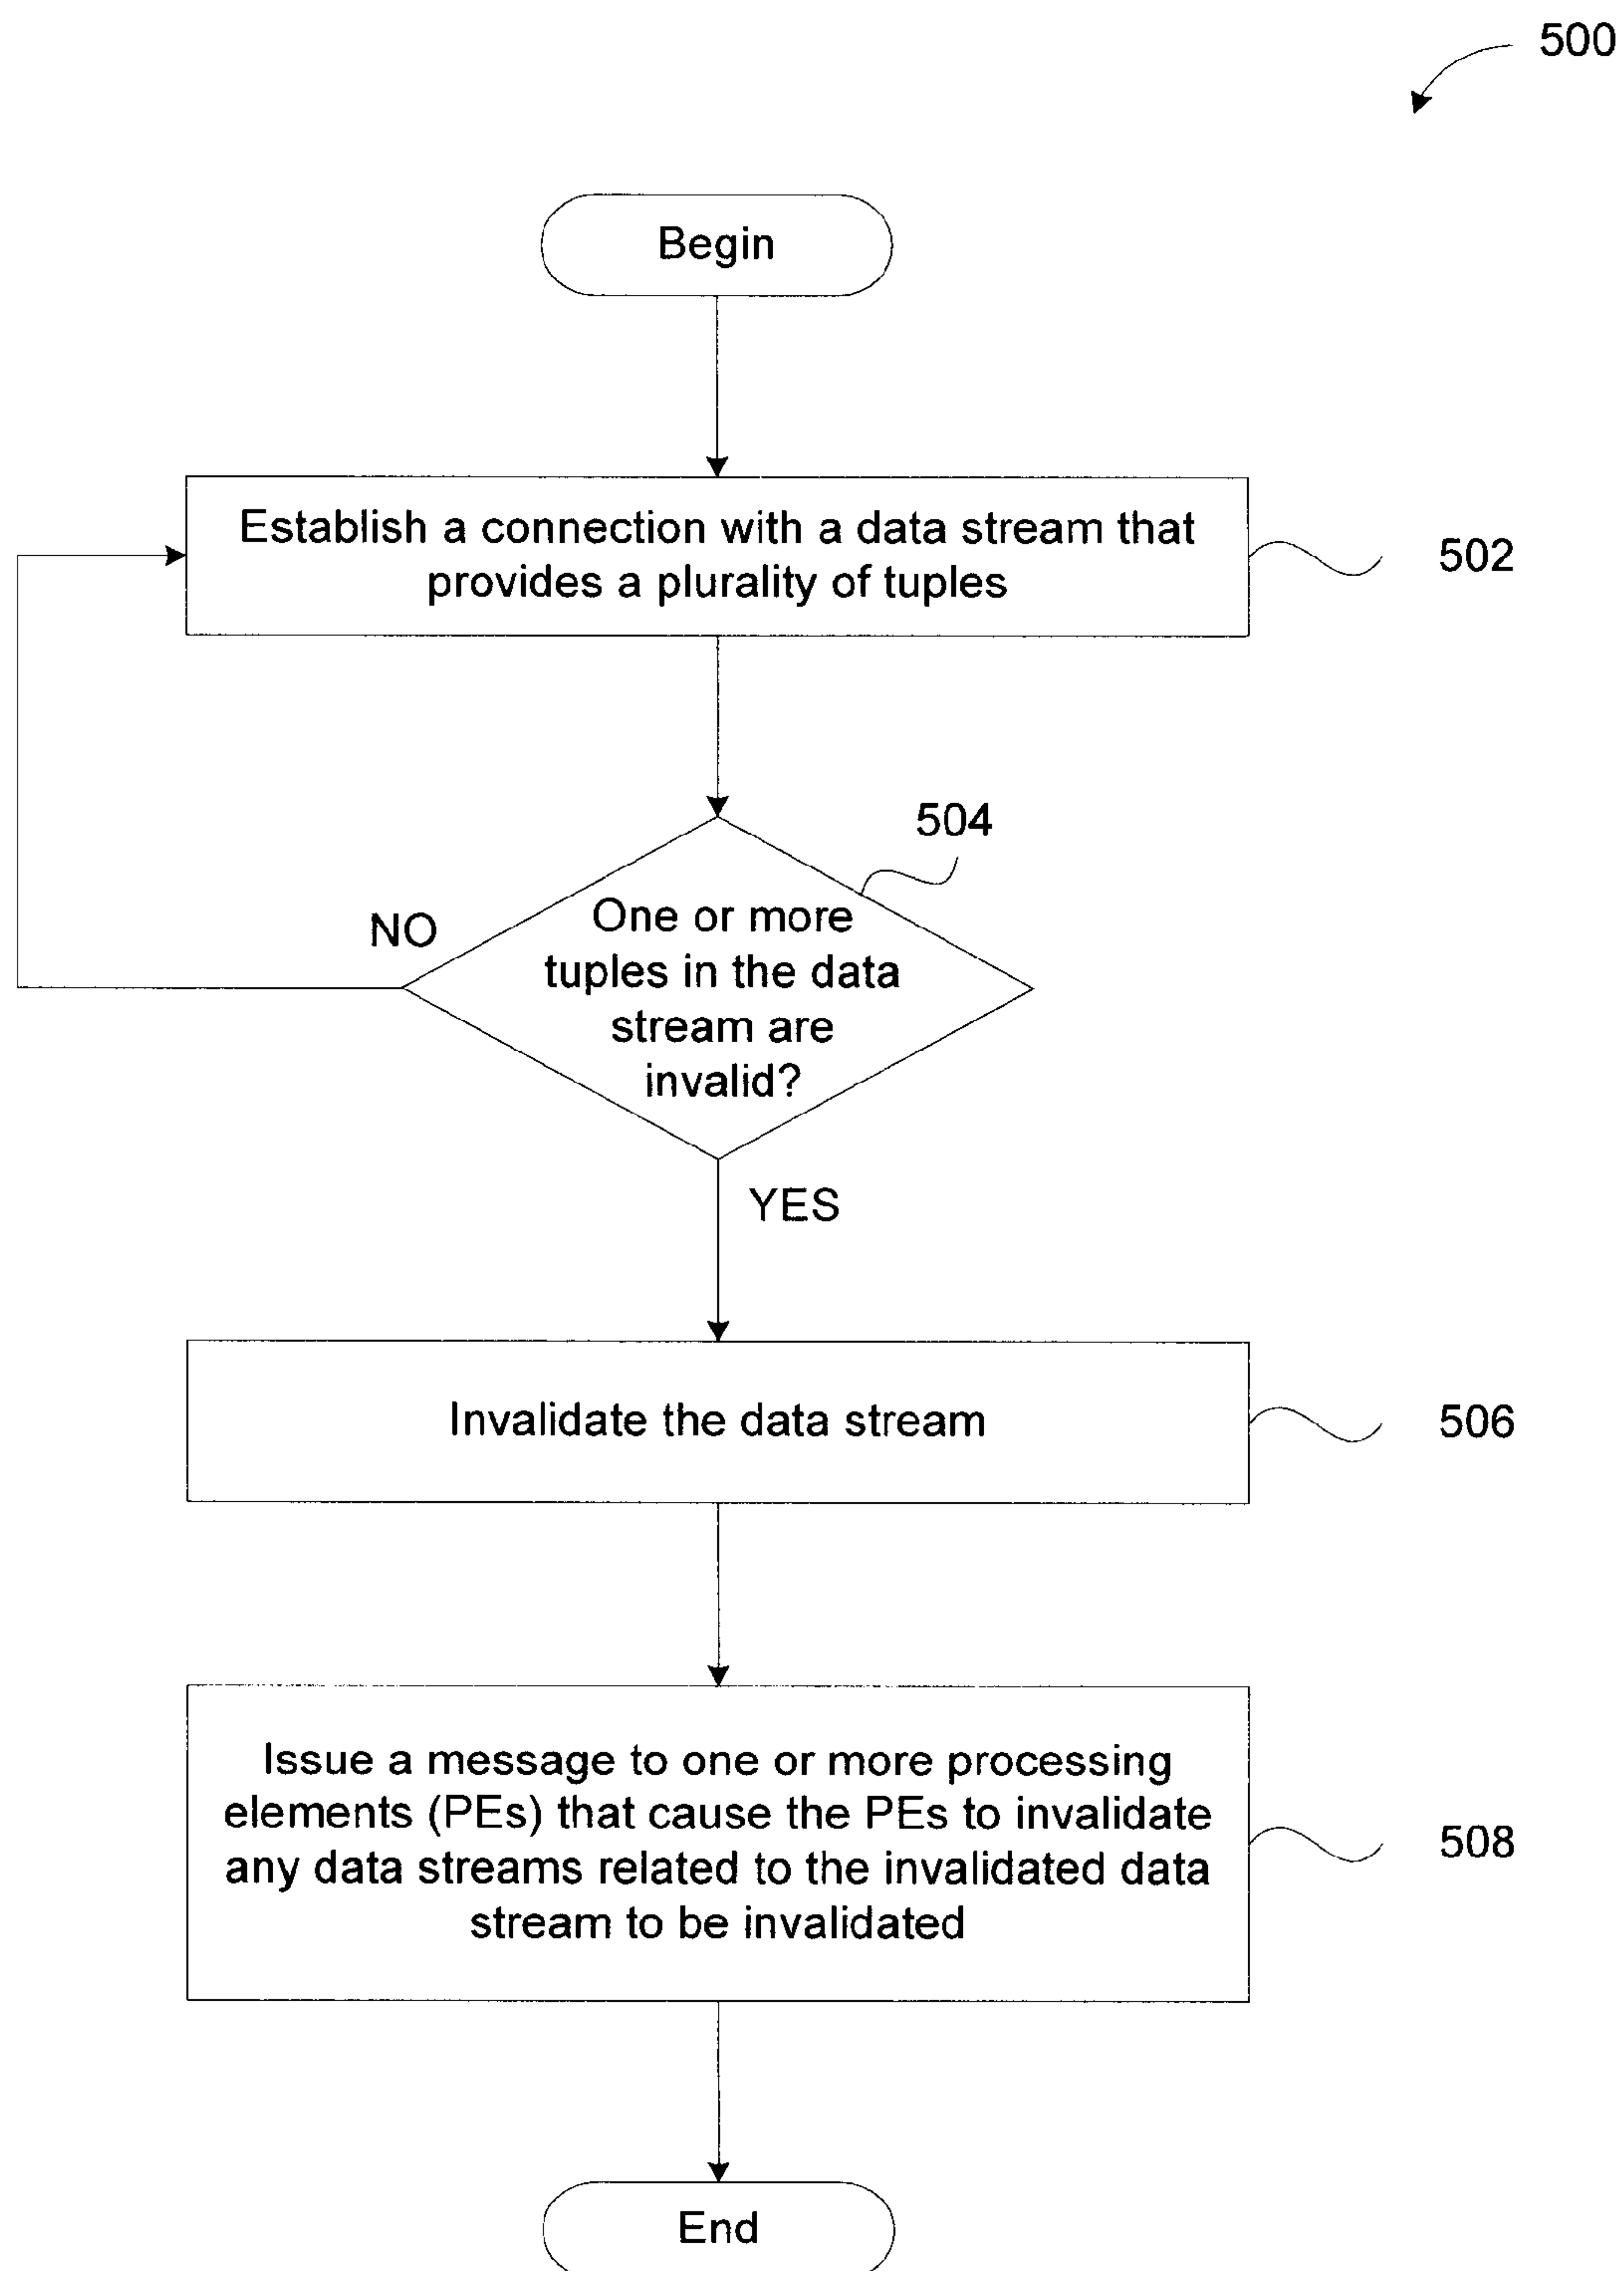 500
Begin
Establish a connection with a data stream that
provides a plurality of tuples
502
504
One or more
tuples in the data
stream are
invalid?
NO
YES
Invalidate the data stream
506
Issue a message to one or more processing
elements (PEs) that cause the PEs to invalidate
any data streams related to the invalidated data
stream to be invalidated
508
End